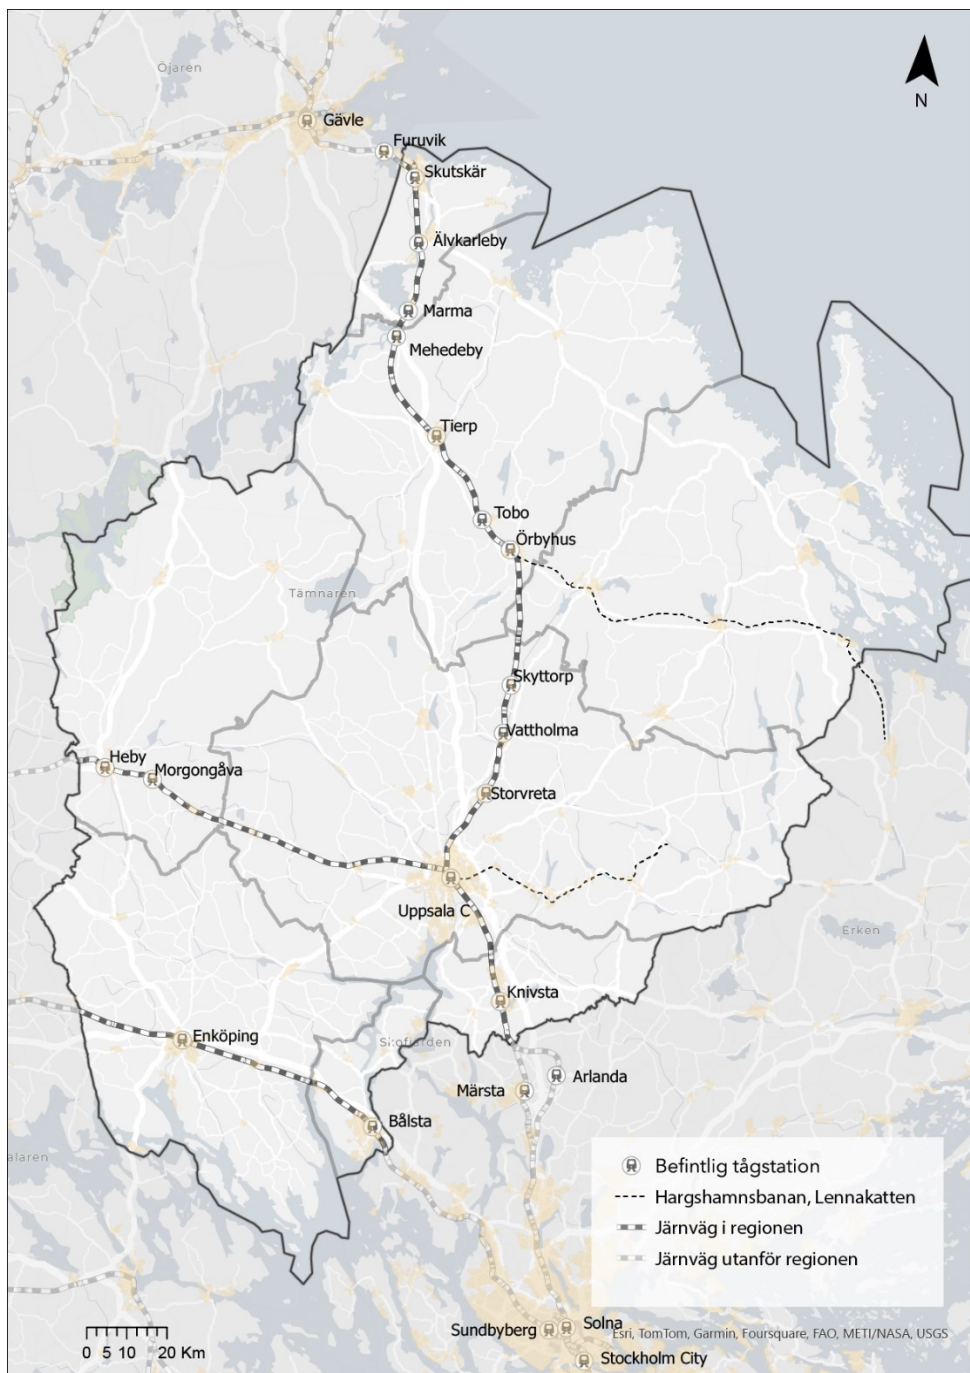 Öjaren
N
Gävle
Furuvik
Skutskär
Älvkarleby
Marma
Mehedeby
Tierp
Tobo
Örbyhus
Tämnaren
Skyttorp
Vattholma
Heby
Morgongåva
Storvreta
Uppsala C
Erken
Knivsta
Enköping
Märsta
Arlanda
Bålsta
alaren
Befintlig tågstation
Hargshamnsbanan, Lennakatten
Järnväg i regionen
Järnväg utanför regionen
Sundbyberg
Solna
Esri, TomTom, Garmin, Foursquare, FAO, METI/NASA, USGS
0 5 10 20 Km
Stockholm City